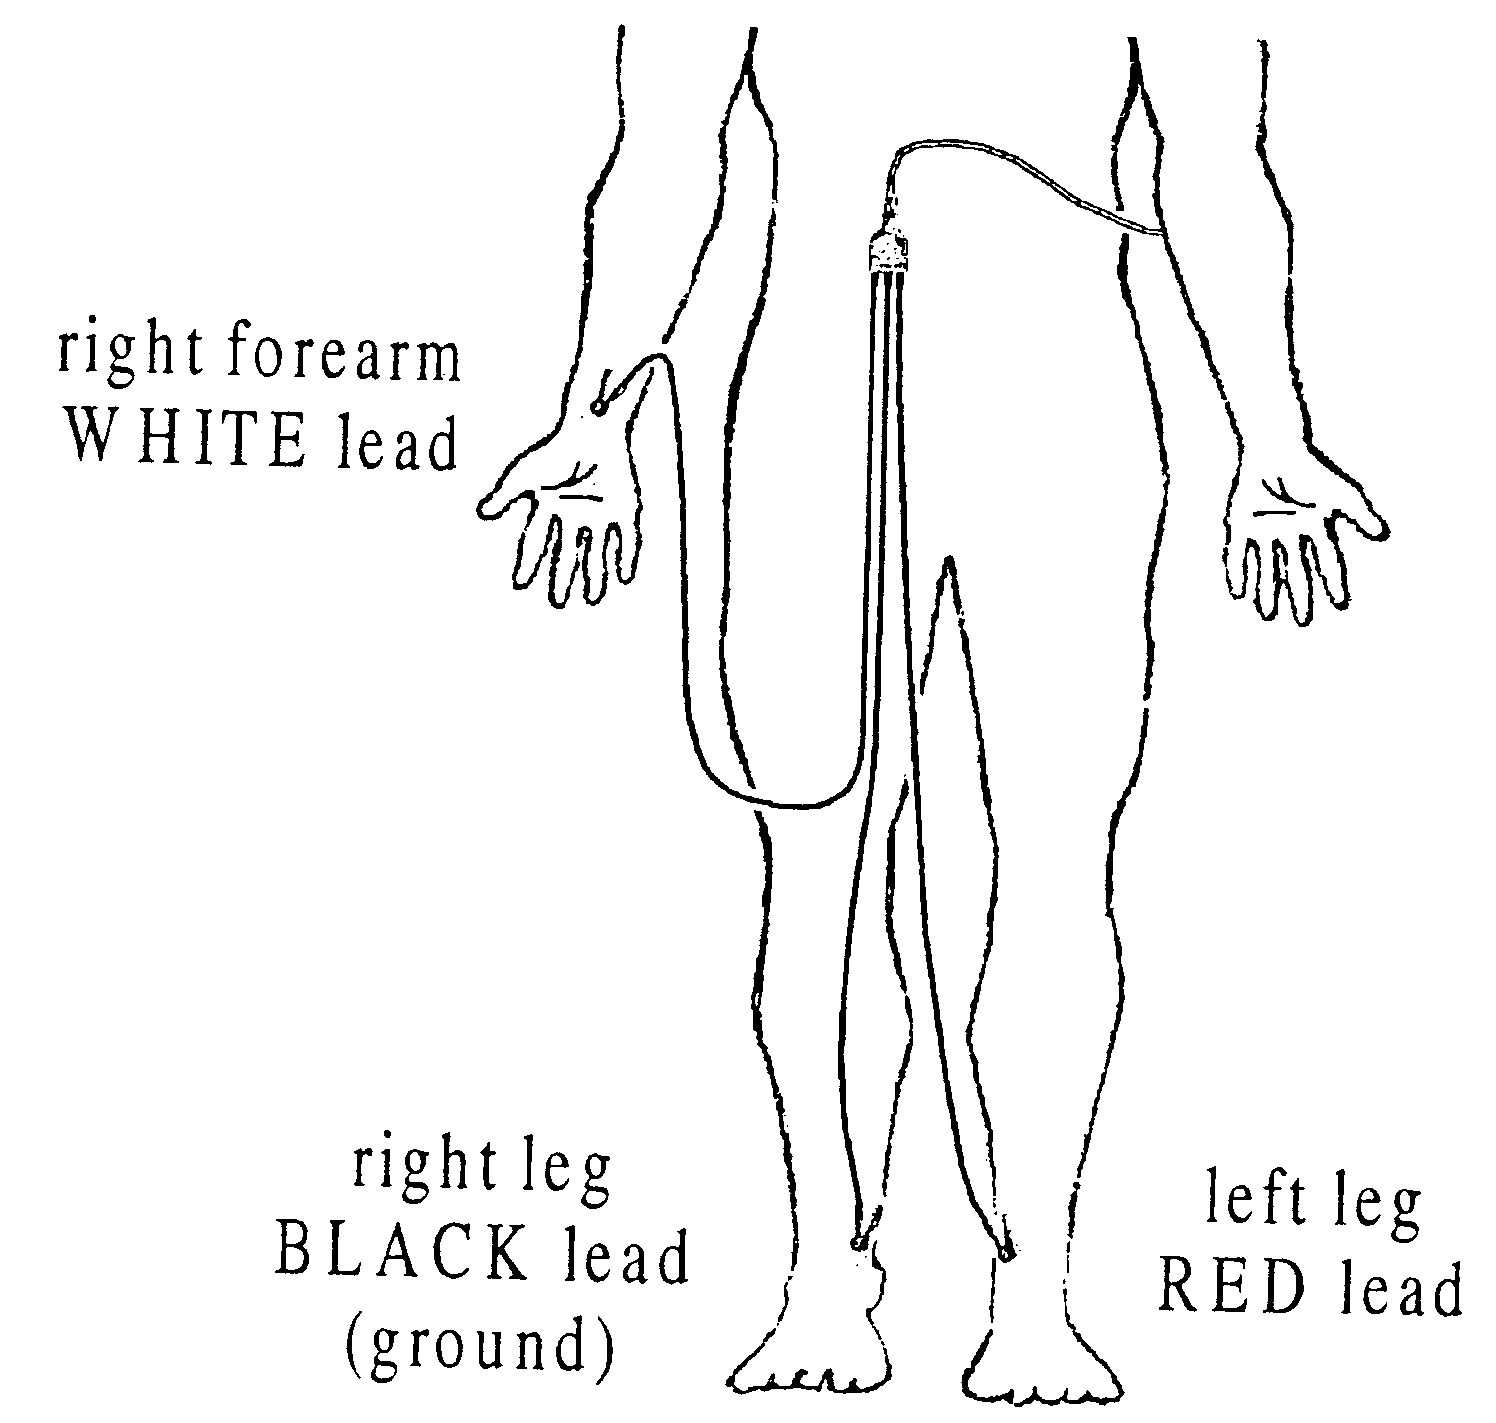 right forearm
WHITE lead
right leg
BLACK lead
(ground)
left leg
RED lead